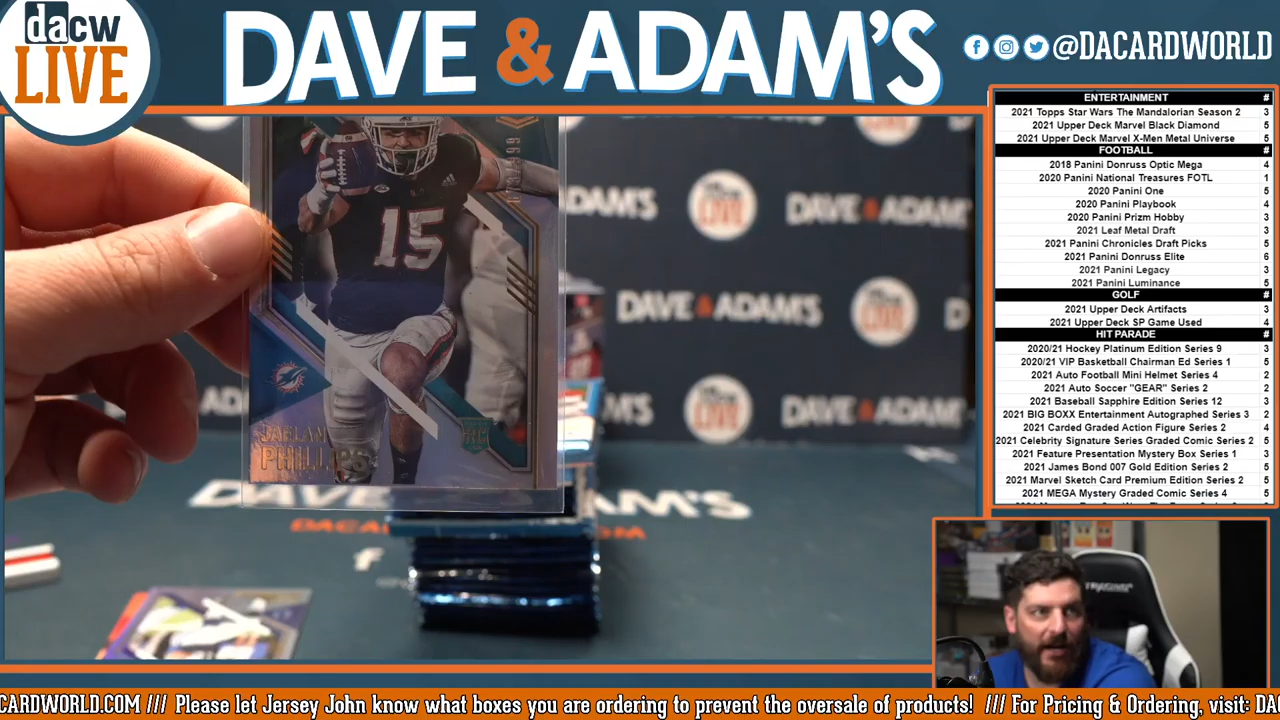 dacw
LIVE
DAVE & ADAM'S
@DACARDWORLD
ENTERTAINMENT #
2021 Topps Star Wars The Mandalorian Season 2 3
2021 Upper Deck Marvel Black Diamond 5
2021 Upper Deck Marvel X-Men Metal Universe 5
FOOTBALL #
2018 Panini Donruss Optic Mega 4
2020 Panini National Treasures FOTL 1
2020 Panini One 5
2020 Panini Playbook 4
2020 Panini Prizm Hobby 3
2021 Leaf Metal Draft 3
2021 Panini Chronicles Draft Picks 5
2021 Panini Donruss Elite 6
2021 Panini Legacy 3
2021 Panini Luminance 5
GOLF #
2021 Upper Deck Artifacts 3
2021 Upper Deck SP Game Used 4
HIT PARADE #
2020/21 Hockey Platinum Edition Series 9 3
2020/21 VIP Basketball Chairman Ed Series 1 5
2021 Auto Football Mini Helmet Series 4 2
2021 Auto Soccer "GEAR" Series 2 2
2021 Baseball Sapphire Edition Series 12 3
2021 BIG BOXX Entertainment Autographed Series 3 2
2021 Carded Graded Action Figure Series 2 4
2021 Celebrity Signature Series Graded Comic Series 2 5
2021 Feature Presentation Mystery Box Series 1 3
2021 James Bond 007 Gold Edition Series 2 5
2021 Marvel Sketch Card Premium Edition Series 2 5
2021 MEGA Mystery Graded Comic Series 4 5
15
JAELAN
PHILLIPS
RC
ADAM'S
DAVE & ADAM
DAVE & ADAM'S
CARDWORLD.COM /// Please let Jersey John know what boxes you are ordering to prevent the oversale of products! /// For Pricing & Ordering, visit: DA